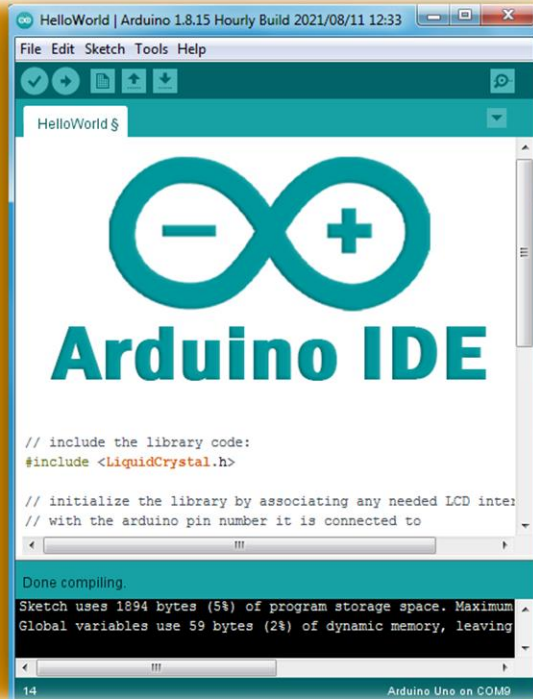 HelloWorld | Arduino 1.8.15 Hourly Build 2021/08/11 12:33
File Edit Sketch Tools Help
HelloWorld §
Arduino IDE
// include the library code:
#include <LiquidCrystal.h>
// initialize the library by associating any needed LCD inter
// with the arduino pin number it is connected to
Done compiling.
Sketch uses 1894 bytes (5%) of program storage space. Maximum
Global variables use 59 bytes (2%) of dynamic memory, leaving
14 Arduino Uno on COM9